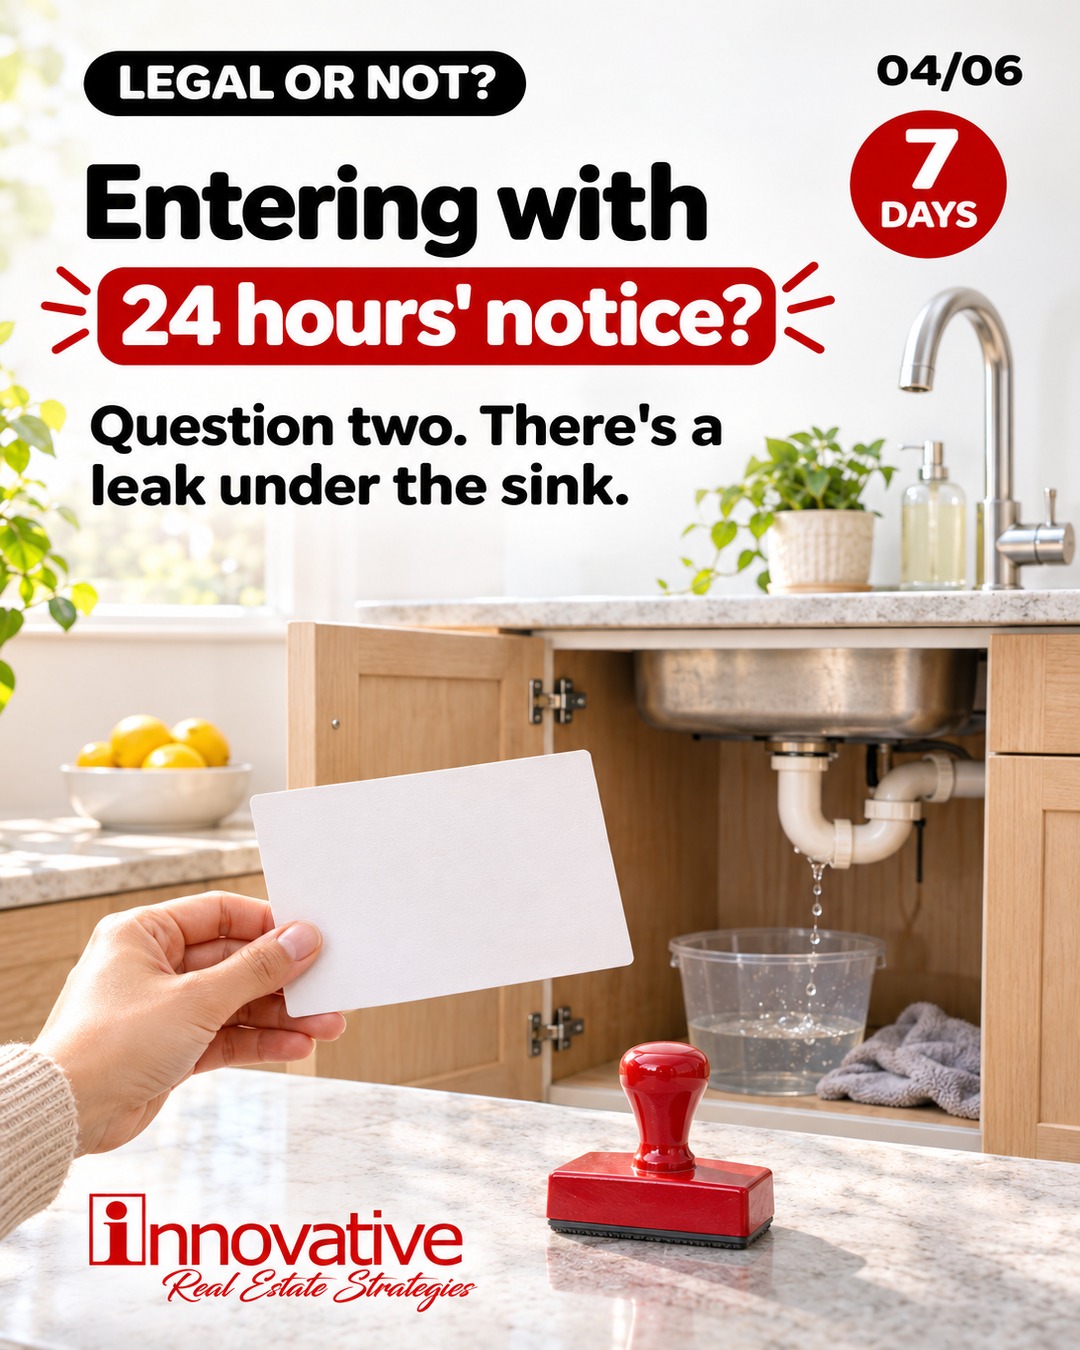 LEGAL OR NOT?
04/06
7
DAYS
Entering with
24 hours' notice?
Question two. There's a
leak under the sink.
innovative
Real Estate Strategies